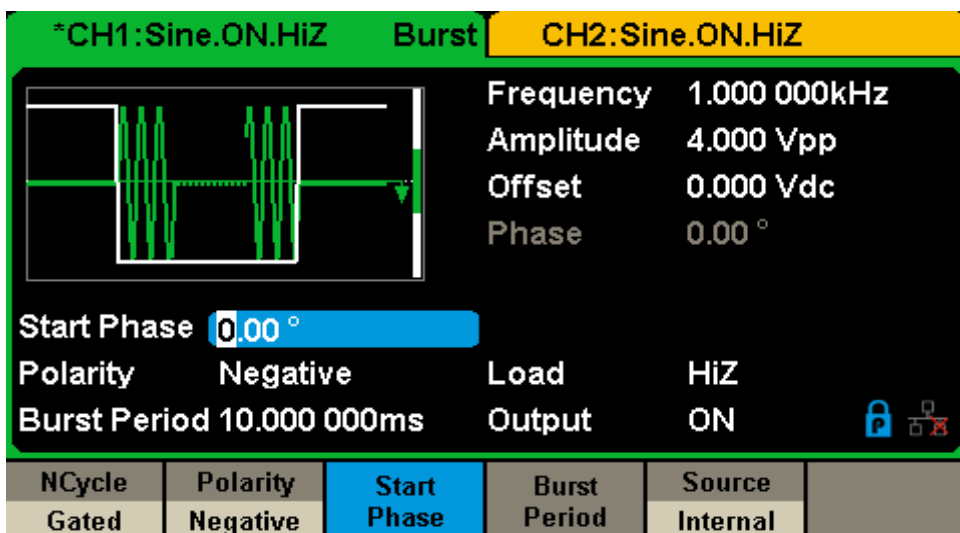 *CH1:Sine.ON.HiZ Burst CH2:Sine.ON.HiZ
Frequency 1.000 000kHz
Amplitude 4.000 Vpp
Offset 0.000 Vdc
Phase 0.00 °
Start Phase 0.00 °
Polarity Negative Load HiZ
Burst Period 10.000 000ms Output ON P
NCycle Polarity Start Phase Burst Period Source
Gated Negative Internal